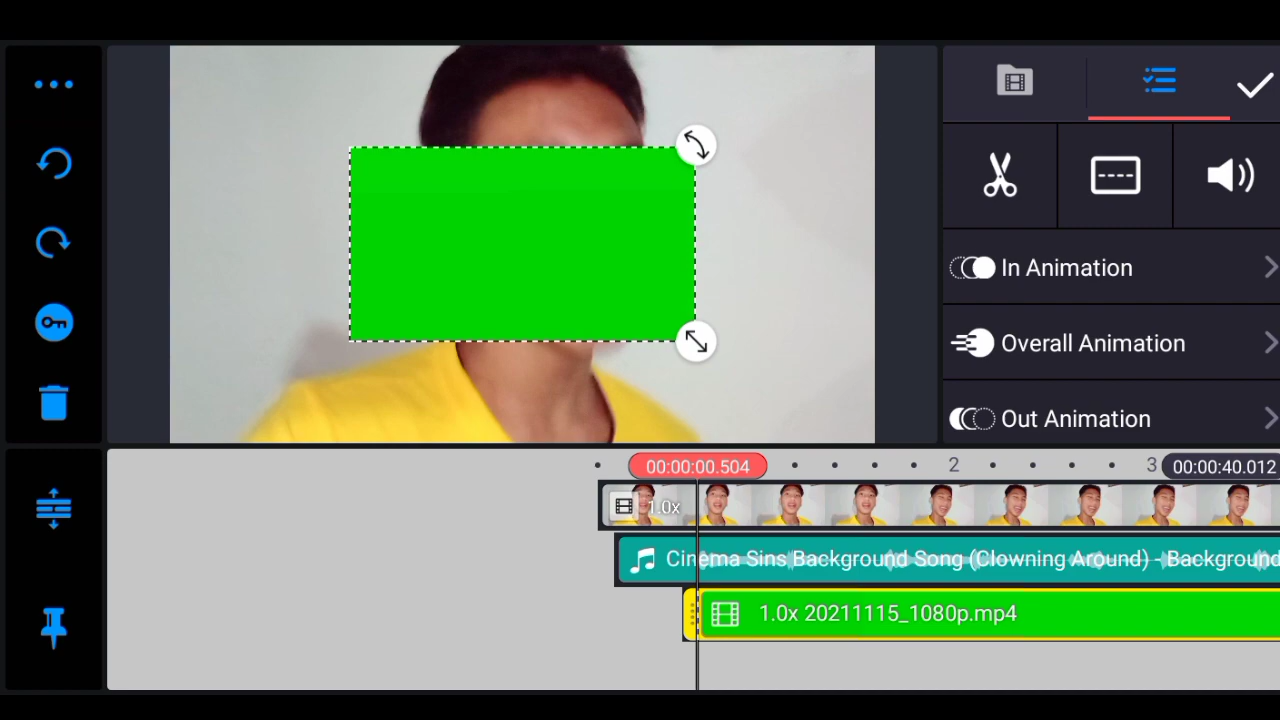 In Animation
Overall Animation
Out Animation
00:00:00.504
2
3
00:00:40.012
1.0x
Cinema Sins Background Song (Clowning Around) - Background
1.0x 20211115_1080p.mp4